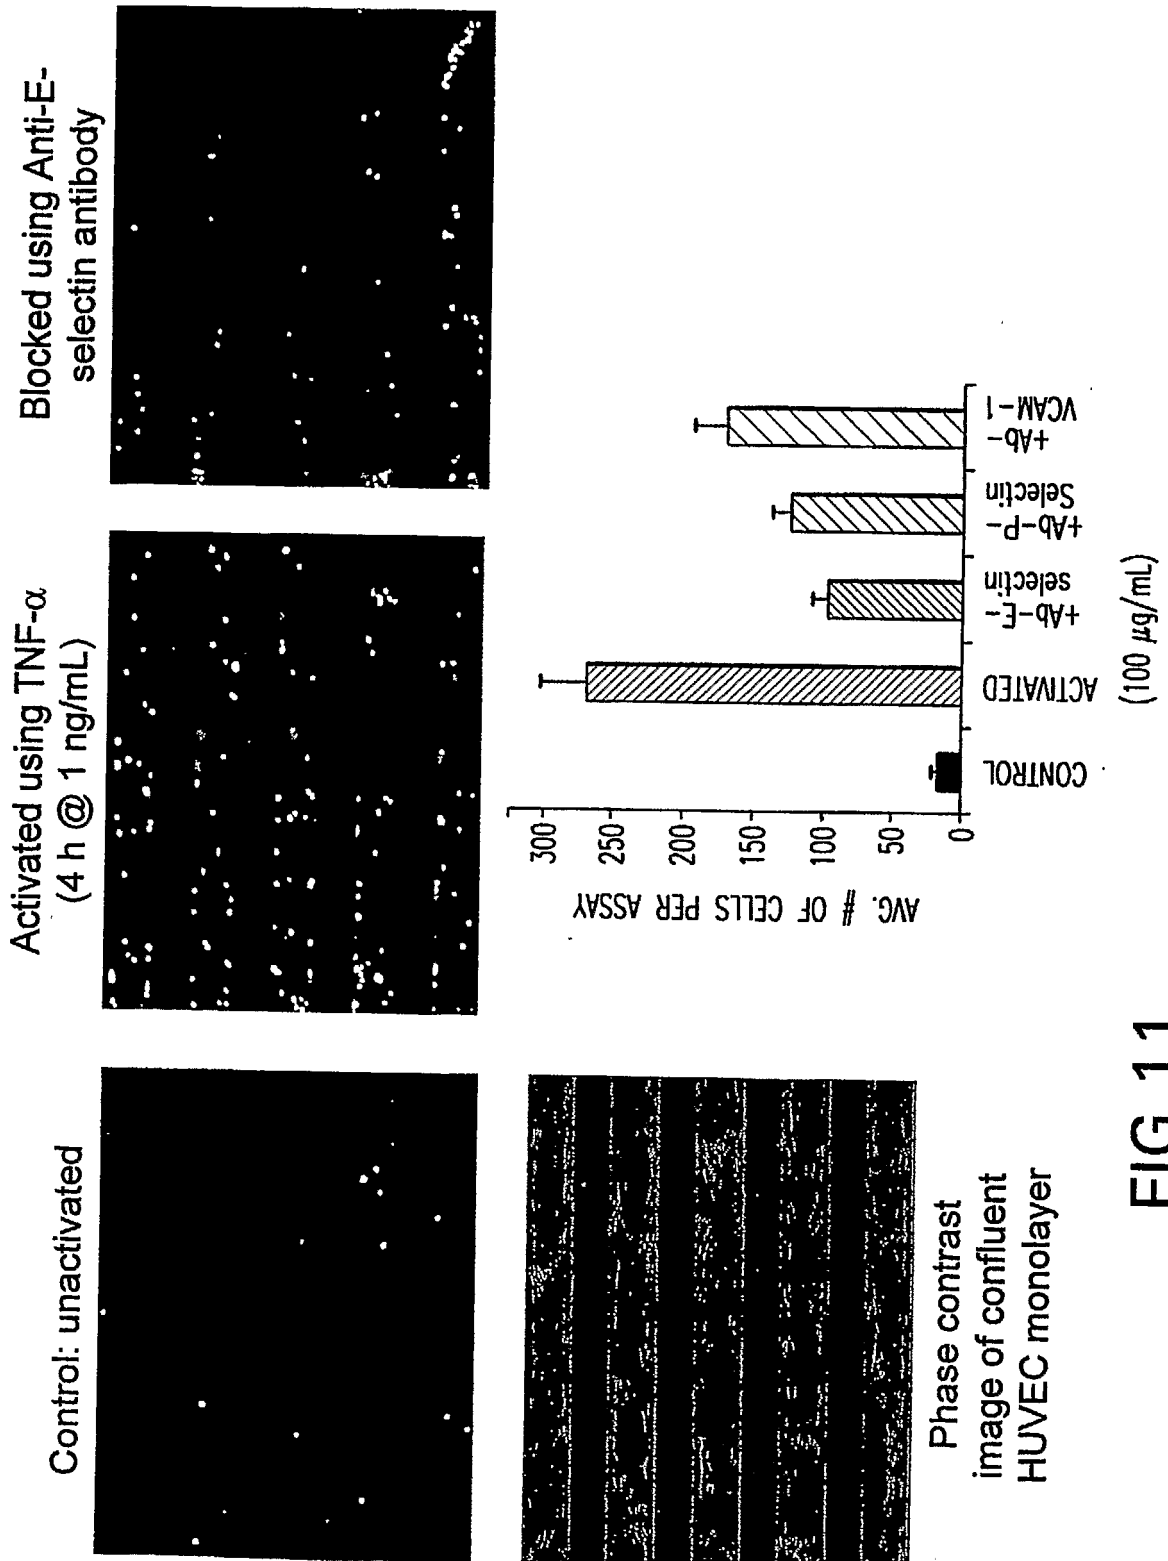 Control: unactivated
Activated using TNF-α
(4 h @ 1 ng/mL)
Blocked using Anti-E-
selectin antibody
Phase contrast
image of confluent
HUVEC monolayer
AVG. # OF CELLS PER ASSAY
300
250
200
150
100
50
0
CONTROL
ACTIVATED
+Ab-E-
selectin
+Ab-P-
Selectin
+Ab-
VCAM-1
(100 µg/mL)
FIG. 11